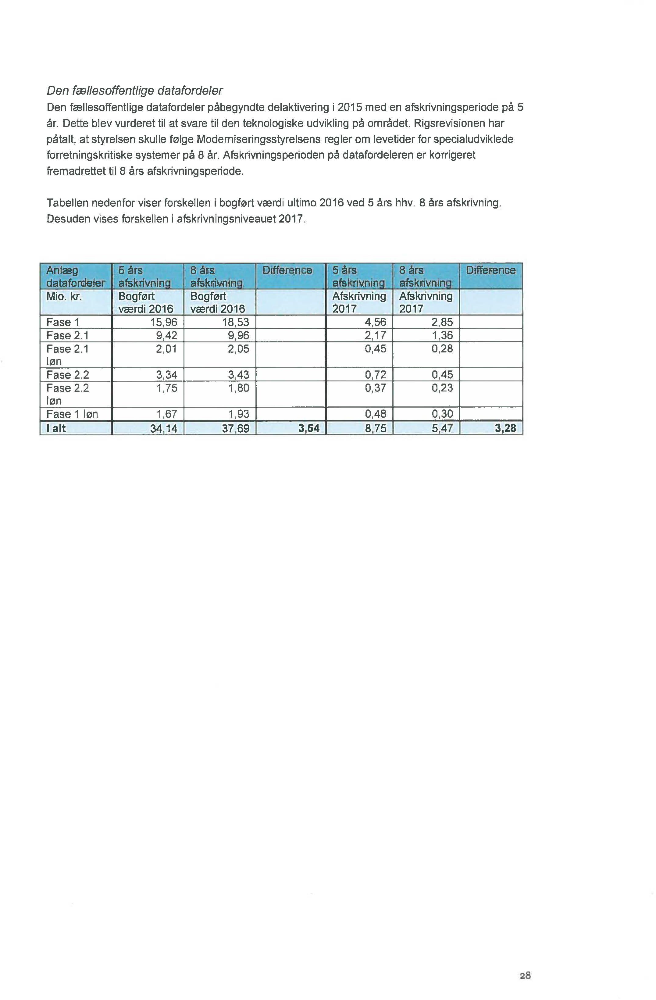 Den fællesoffentlige datafordeler
Den fællesoffentlige datafordeler påbegyndte delaktivering i 2015 med en afskrivningsperiode på 5
år. Dette blev vurderet til at svare til den teknologiske udvikling på området. Rigsrevisionen har
påtalt, at styrelsen skulle følge Moderniseringsstyrelsens regler om levetider for specialudviklede
forretningskritiske systemer på 8 år. Afskrivningsperioden på datafordeleren er korrigeret
fremadrettet til 8 års afskrivningsperiode.
Tabellen nedenfor viser forskellen i bogført værdi ultimo 2016 ved 5 års hhv. 8 års afskrivning.
Desuden vises forskellen i afskrivningsniveauet 2017.
Anlæg 5 års 8 års Difference 5 års 8 års Difference
datafordeler afskrivning afskrivning afskrivning afskrivning
Mio. kr. Bogført Bogført Afskrivning Afskrivning
værdi 2016 værdi 2016 2017 2017
Fase 1 15,96 18,53 4,56 2,85
Fase 2.1 9,42 9,96 2,17 1,36
Fase 2.1 2,01 2,05 0,45 0,28
løn
Fase 2.2 3,34 3,43 0,72 0,45
Fase 2.2 1,75 1,80 0,37 0,23
løn
Fase 1 løn 1,67 1,93 0,48 0,30
I alt 34,14 37,69 3,54 8,75 5,47 3,28
28